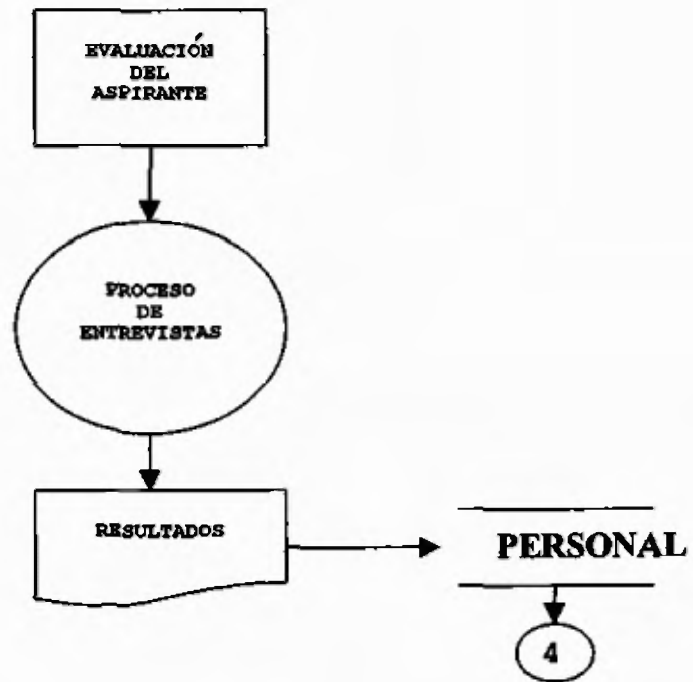 EVALUACIÓN
DEL
ASPIRANTE
PROCESO
DE
ENTREVISTAS
RESULTADOS
PERSONAL
4